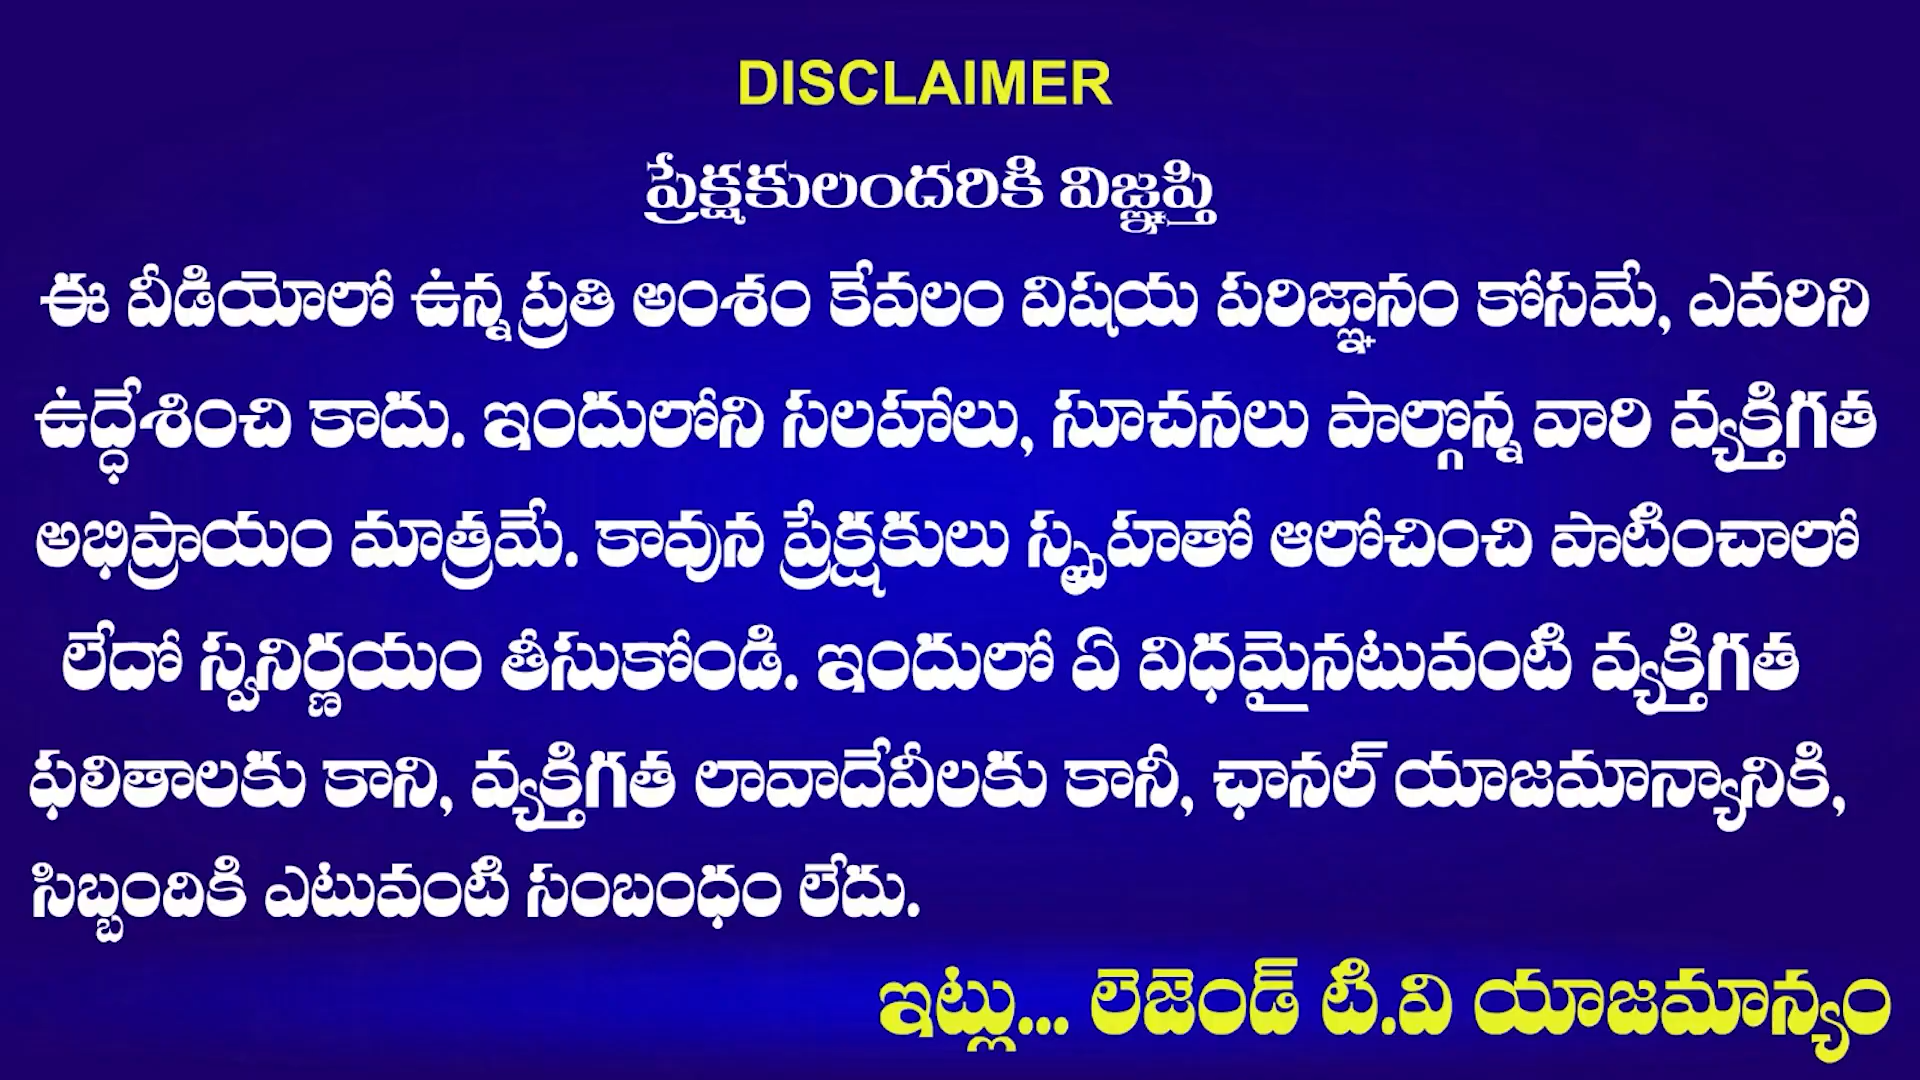 DISCLAIMER
ప్రేక్షకులందరికి విజ్ఞప్తి
ఈ వీడియోలో ఉన్న ప్రతి అంశం కేవలం విషయ పరిజ్ఞానం కోసమే, ఎవరిని
ఉద్ధేశించి కాదు. ఇందులోని సలహాలు, సూచనలు పాల్గొన్న వారి వ్యక్తిగత
అభిప్రాయం మాత్రమే. కావున ప్రేక్షకులు స్పృహతో ఆలోచించి పాటించాలో
లేదో స్వనిర్ణయం తీసుకోండి. ఇందులో ఏ విధమైనటువంటి వ్యక్తిగత
ఫలితాలకు కాని, వ్యక్తిగత లావాదేవీలకు కానీ, ఛానల్ యాజమాన్యానికి,
సిబ్బందికి ఎటువంటి సంబంధం లేదు.
ఇట్లు... లెజెండ్ టి.వి యాజమాన్యం